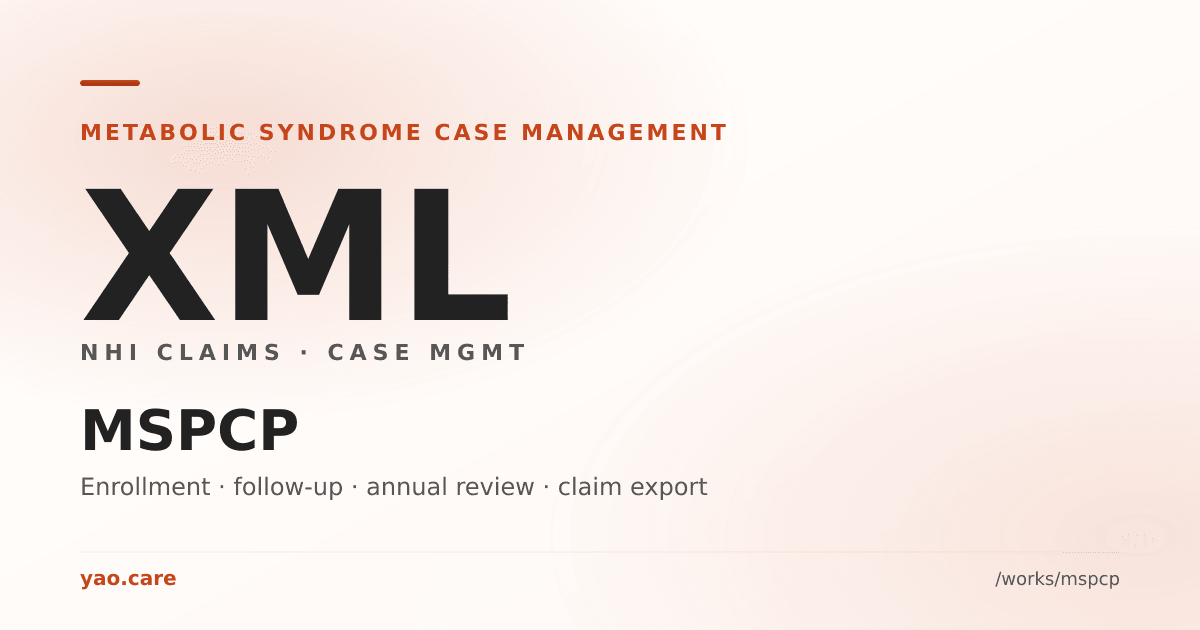 METABOLIC SYNDROME CASE MANAGEMENT
XML
NHI CLAIMS · CASE MGMT
MSPCP
Enrollment · follow-up · annual review · claim export
yao.care
/works/mspcp